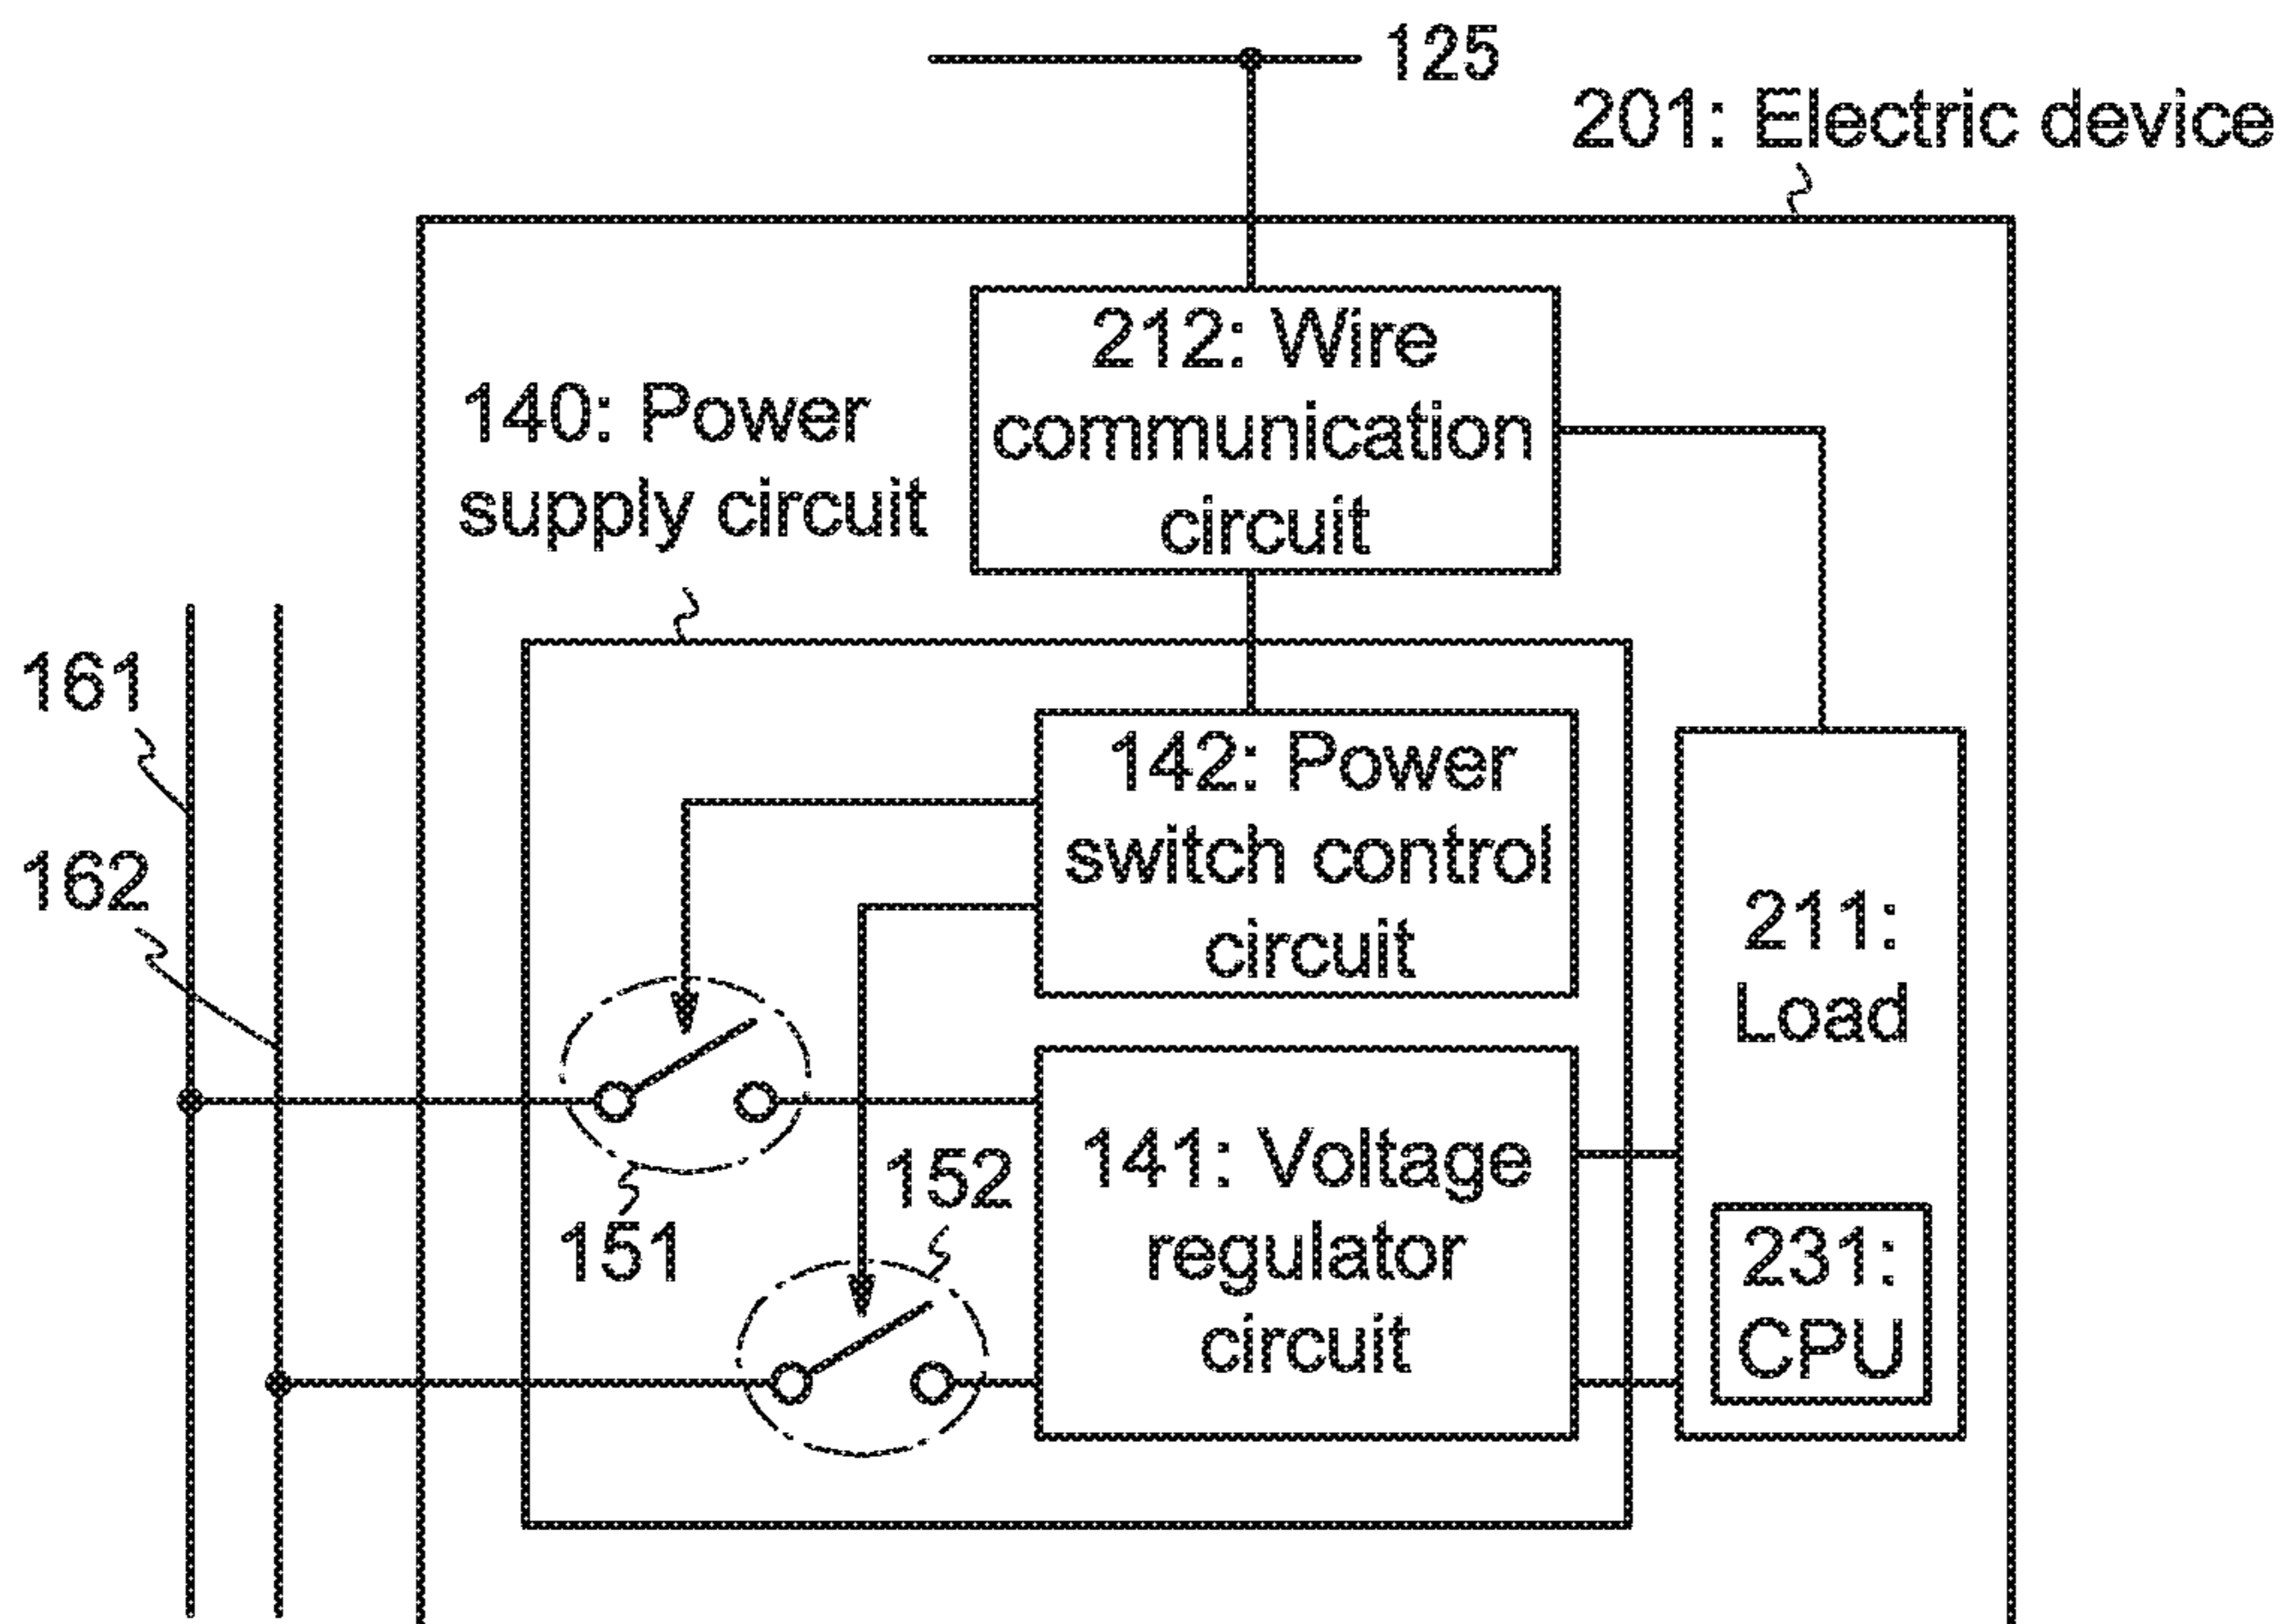 125
201: Electric device
212: Wire
communication
circuit
140: Power
supply circuit
161
162
142: Power
switch control
circuit
211:
Load
151
152
141: Voltage
regulator
circuit
231:
CPU